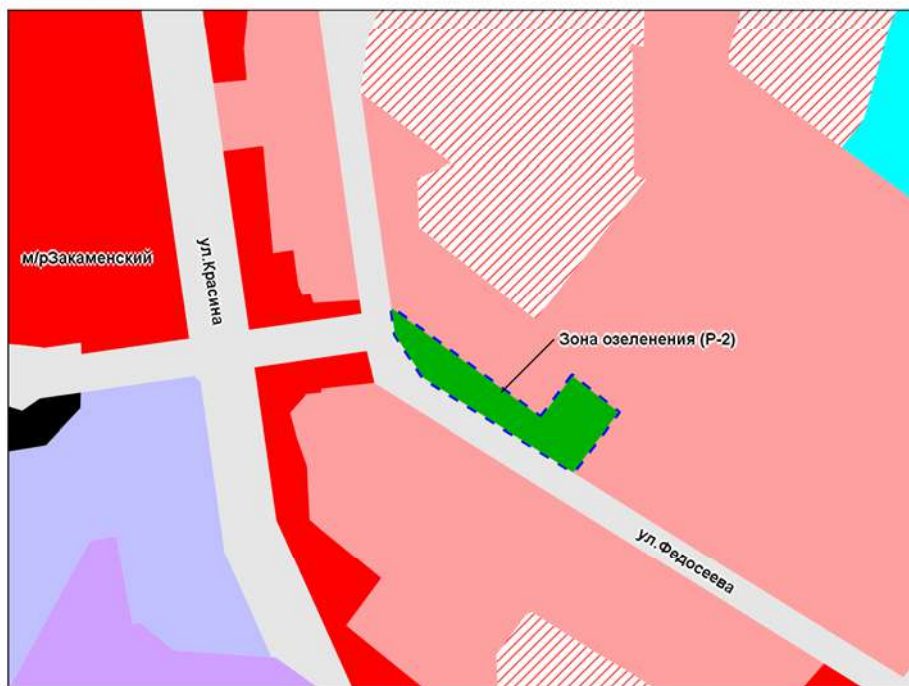 м/рЗакаменский
ул.Красина
Зона озеленения (Р-2)
ул.Федосеева